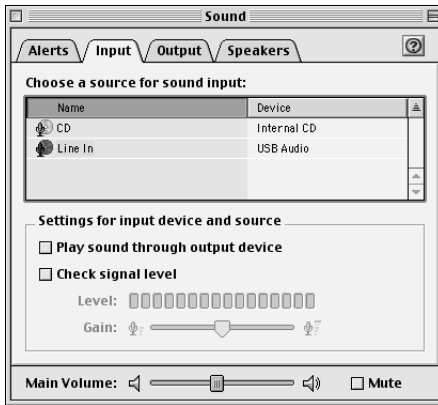 Sound
Alerts Input Output Speakers ?
Choose a source for sound input:
Name Device
CD Internal CD
Line In USB Audio
Settings for input device and source
Play sound through output device
Check signal level
Level:
Gain:
Main Volume: Mute